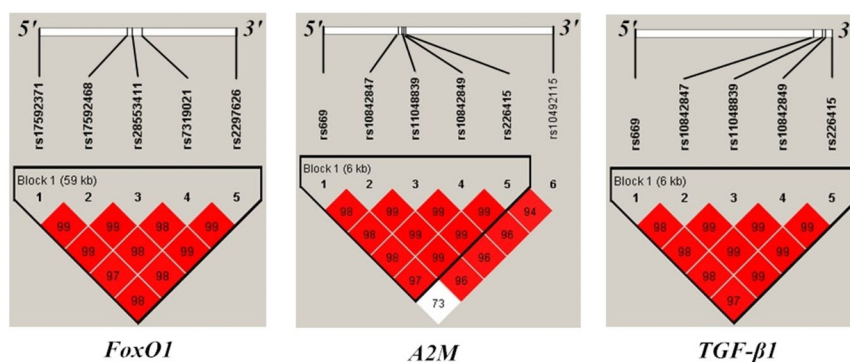 5' 3'
rs17592371 rs17592468 rs28553411 rs7319021 rs2297626
Block 1 (59 kb)
1 2 3 4 5
99 99 98 99
99 98 99
97 98
98
FoxO1
5' 3'
rs669 rs10842847 rs11048839 rs10842849 rs226415 rs10492115
Block 1 (6 kb)
1 2 3 4 5 6
98 99 99 99 94
98 99 99 96
98 99 96
97 96
73
A2M
5' 3'
rs669 rs10842847 rs11048839 rs10842849 rs226415
Block 1 (6 kb)
1 2 3 4 5
98 99 99 99
98 99 99
98 99
97
TGF-β1